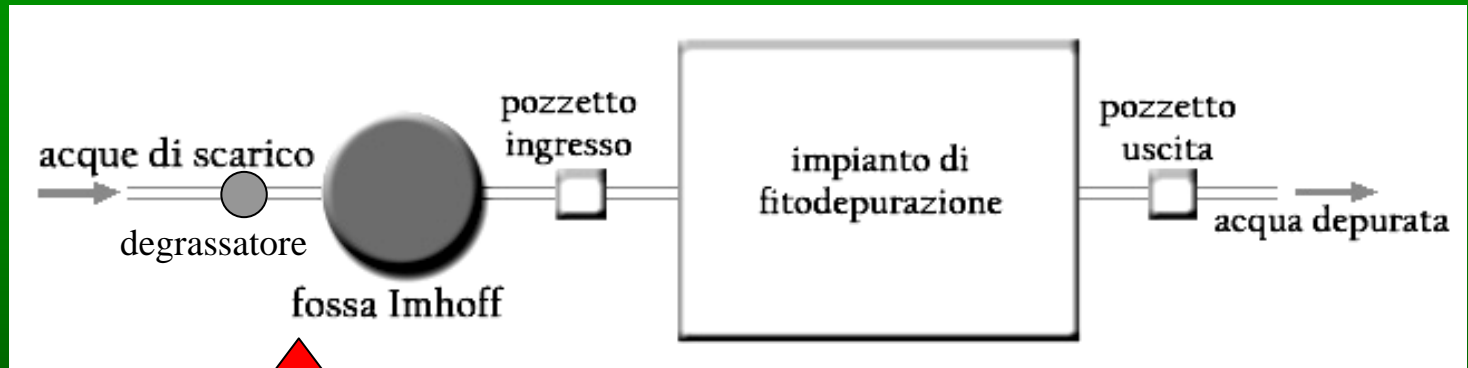 acque di scarico
degrassatore
fossa Imhoff
pozzetto
ingresso
impianto di
fitodepurazione
pozzetto
uscita
acqua depurata